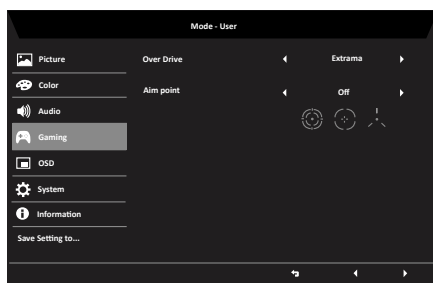 Mode - User
Picture
Over Drive
Extrama
Color
Aim point
Off
Audio
Gaming
OSD
System
Information
Save Setting to...